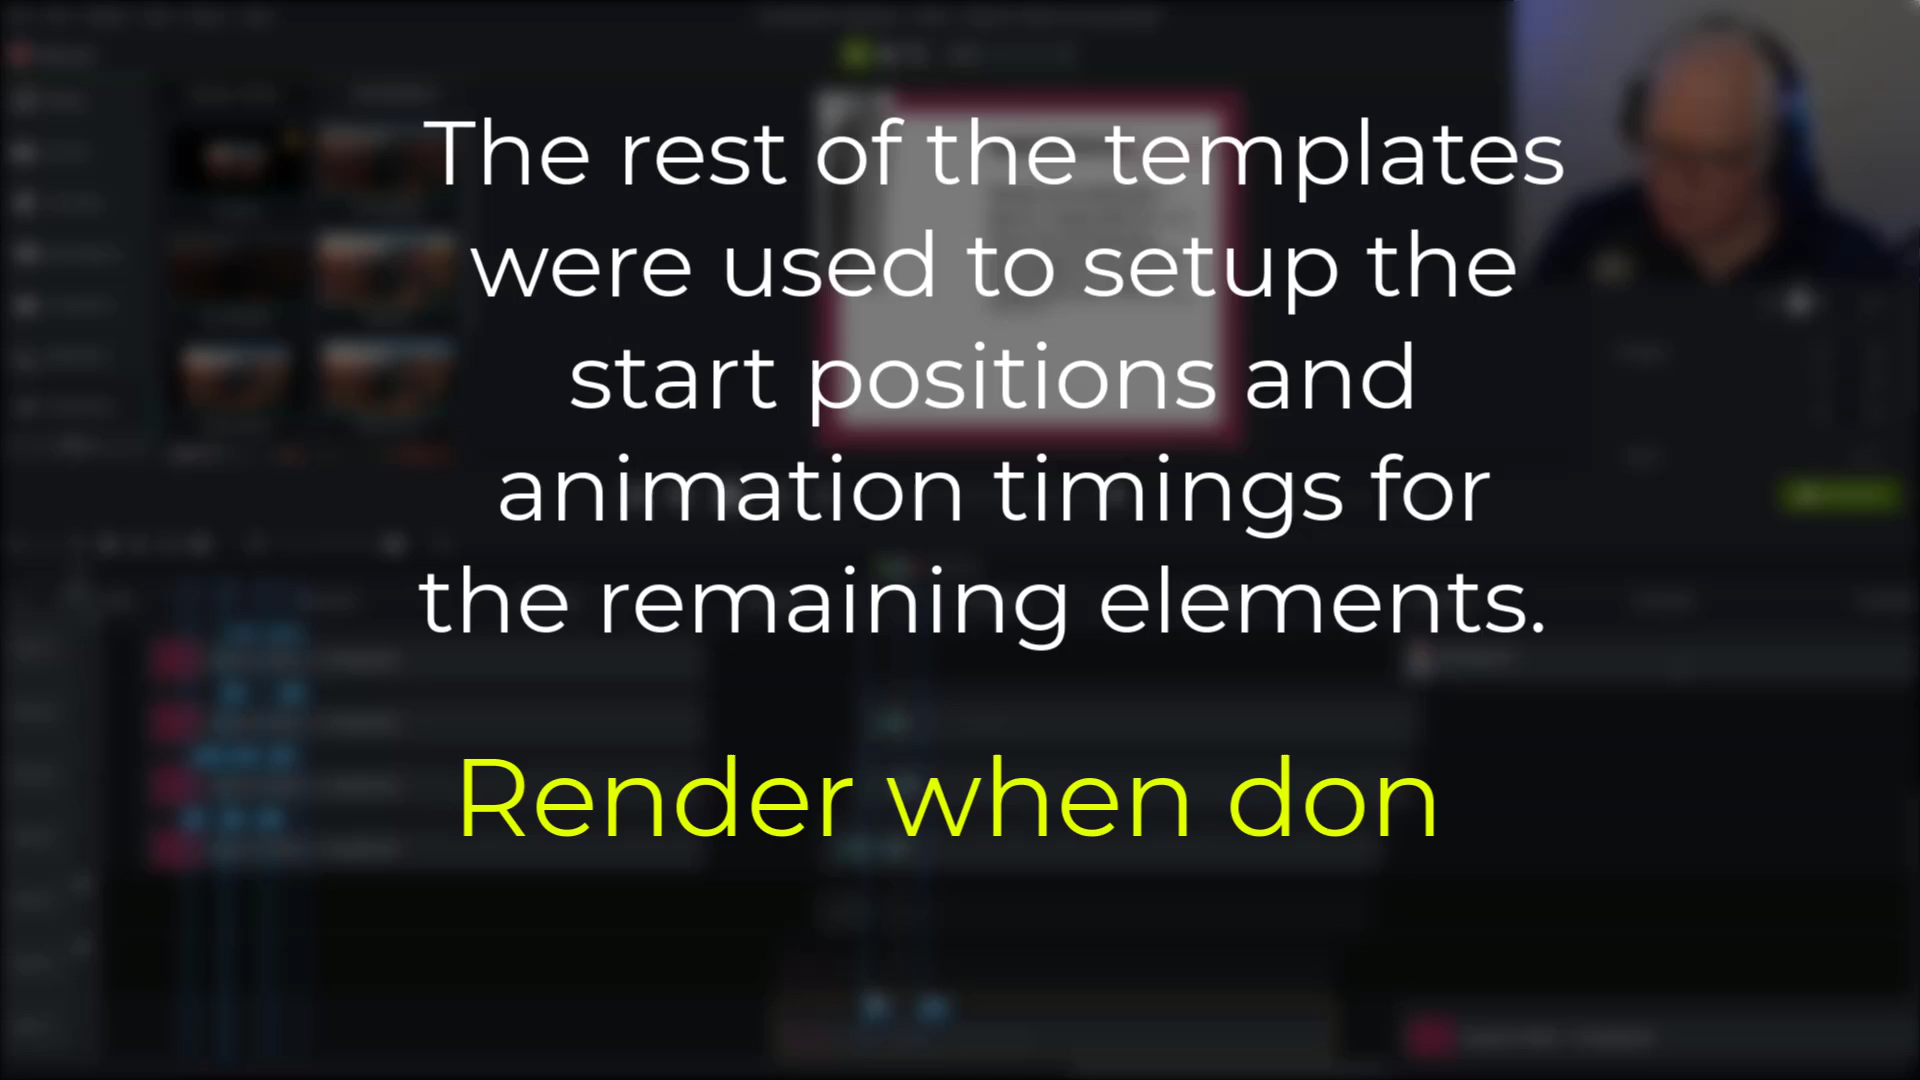 The rest of the templates
were used to setup the
start positions and
animation timings for
the remaining elements.
Render when don